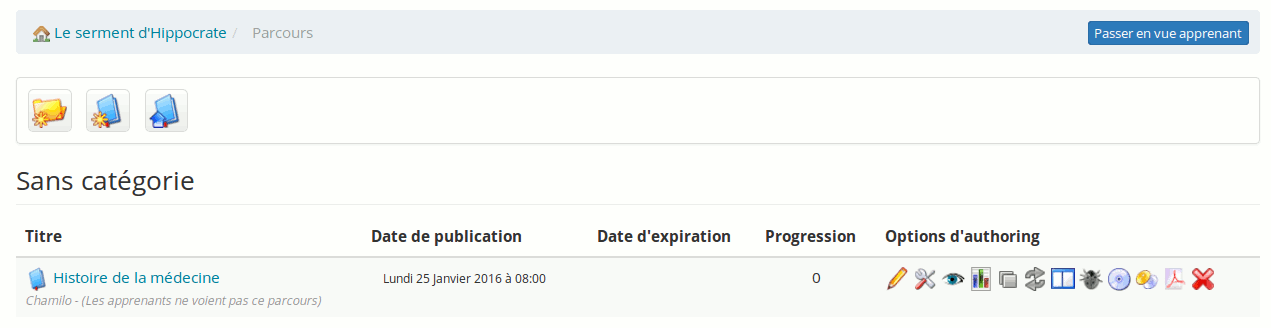 Le serment d'Hippocrate / Parcours Passer en vue apprenant
Sans catégorie
Titre Date de publication Date d'expiration Progression Options d'authoring
Histoire de la médecine Lundi 25 Janvier 2016 à 08:00 0
Chamilo - (Les apprenants ne voient pas ce parcours)